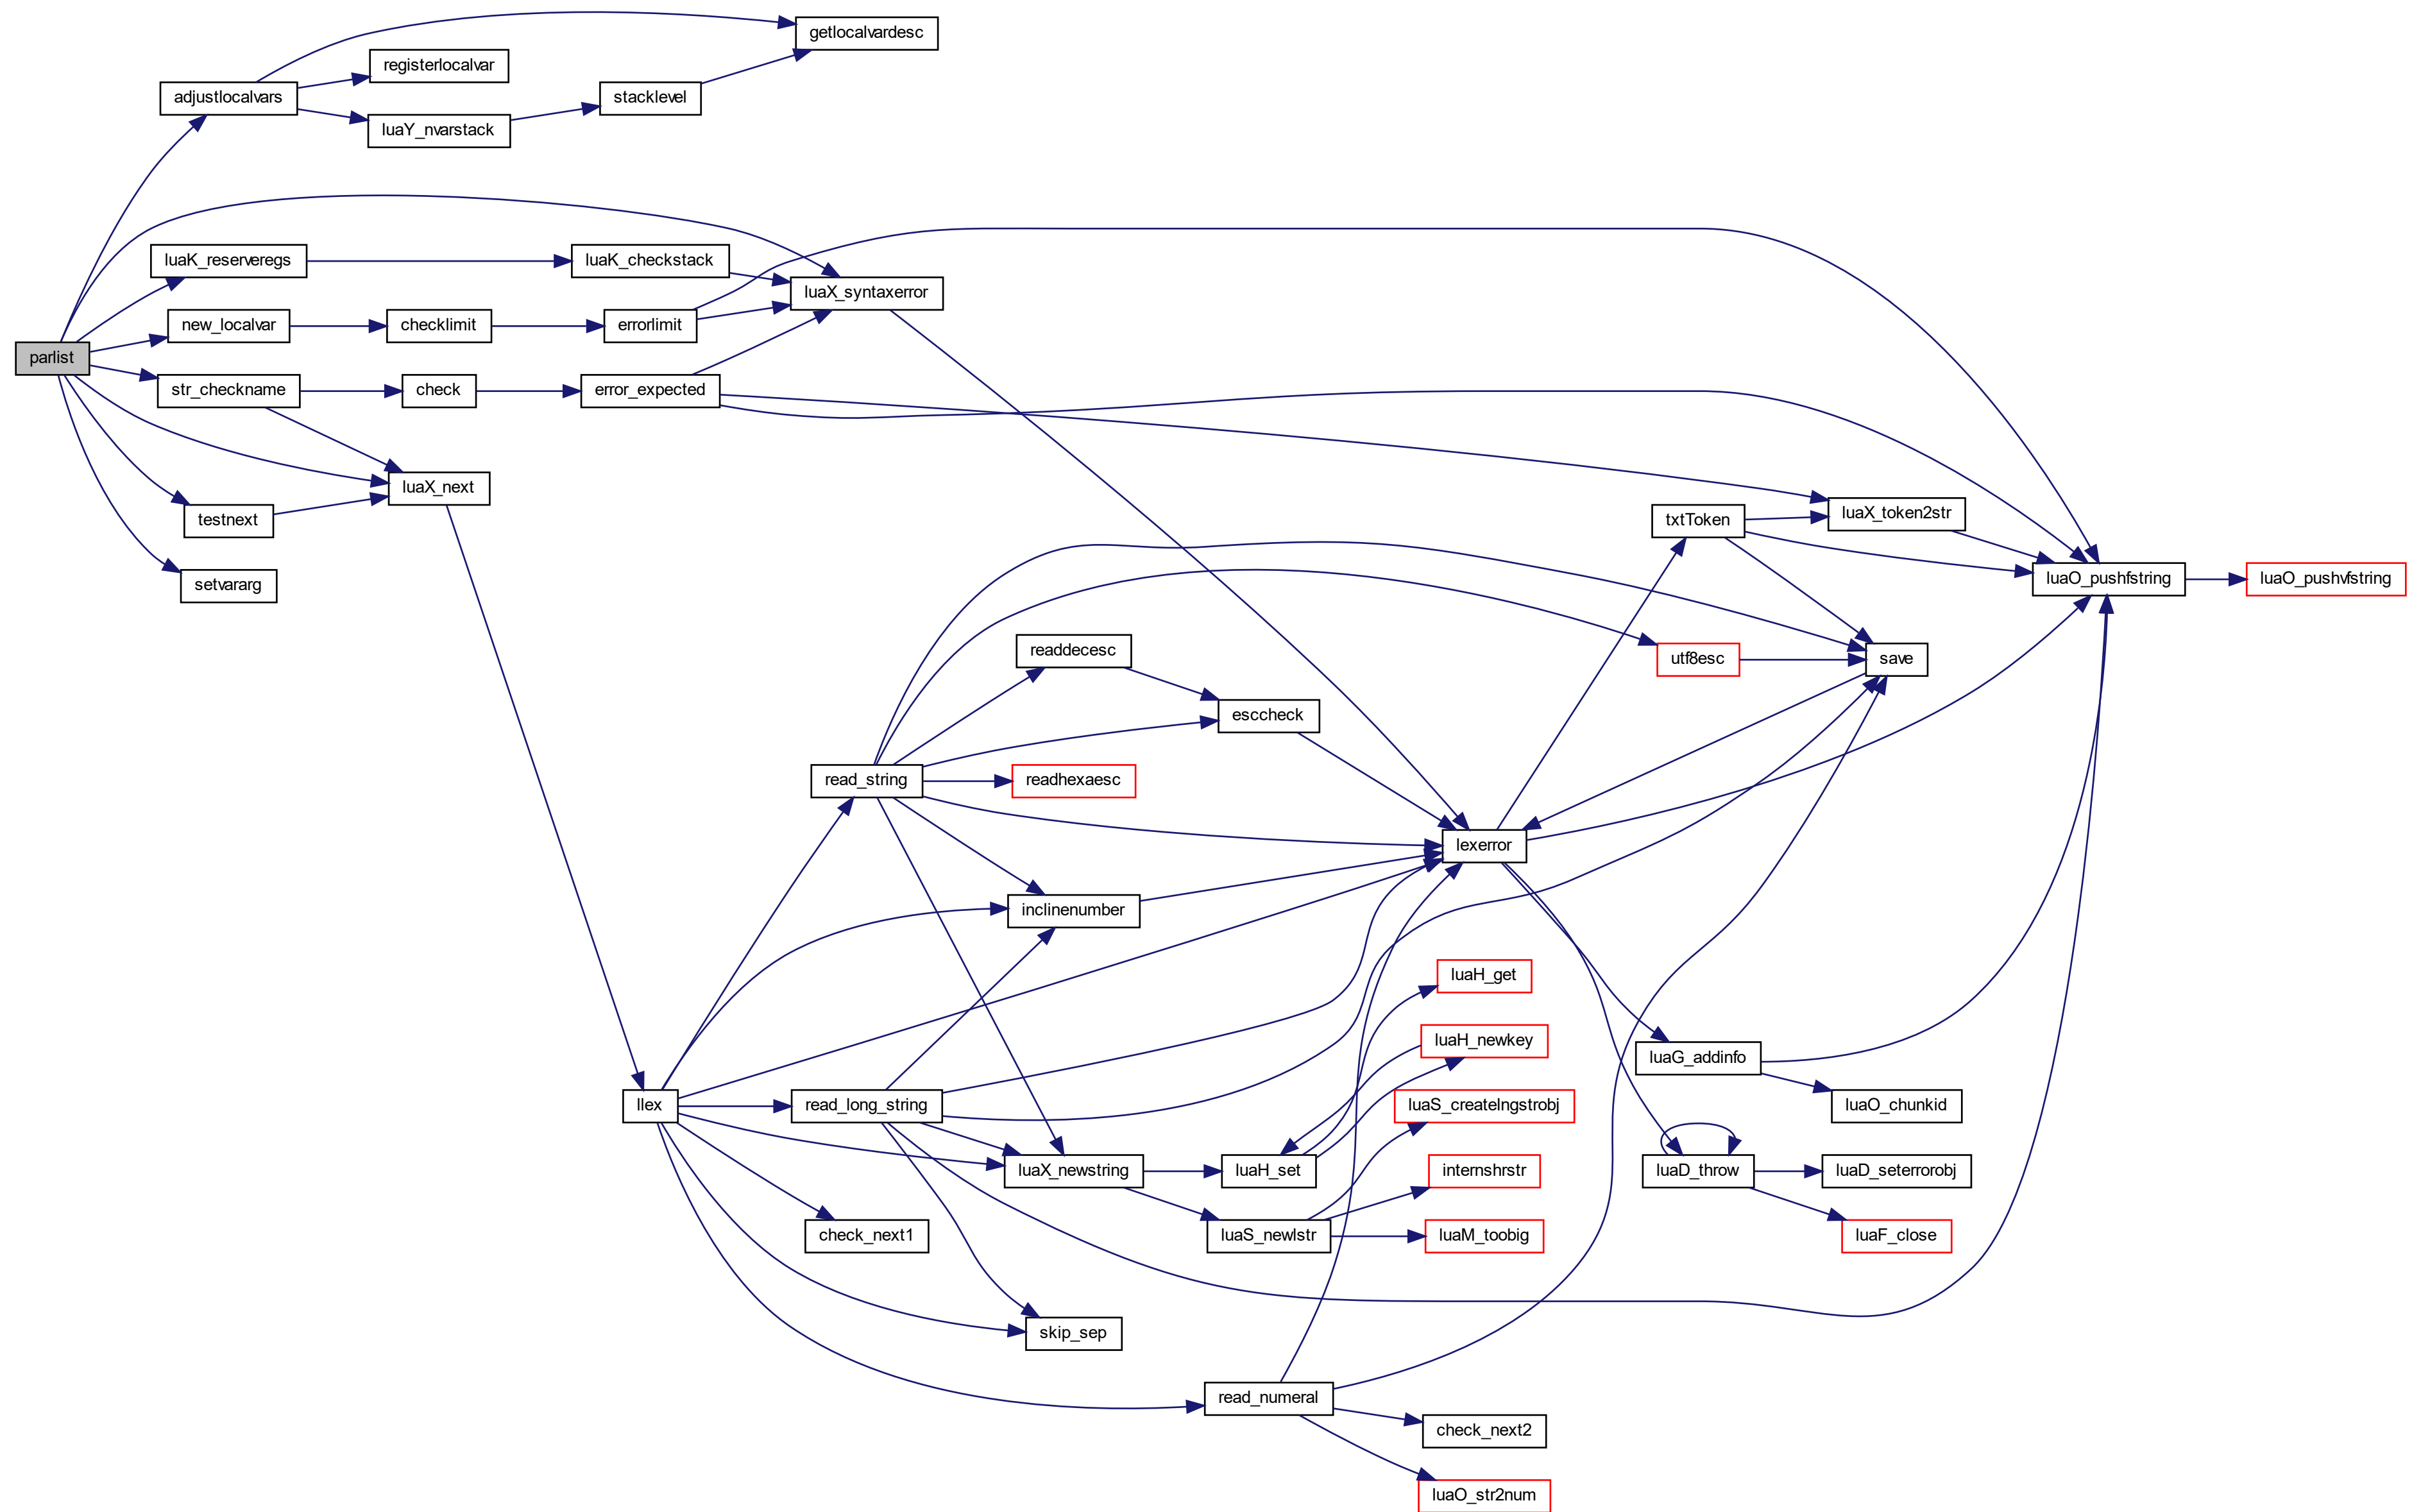 getlocalvardesc
registerlocalvar
adjustlocalvars
stacklevel
luaY_nvarstack
luaK_reserveregs
luaK_checkstack
luaX_syntaxerror
new_localvar
checklimit
errorlimit
parlist
str_checkname
check
error_expected
luaX_next
testnext
txtToken
luaX_token2str
setvararg
luaO_pushfstring
luaO_pushvfstring
readdecesc
utf8esc
save
esccheck
read_string
readhexaesc
lexerror
inclinenumber
luaH_get
luaH_newkey
luaG_addinfo
llex
read_long_string
luaS_createlngstrobj
luaO_chunkid
luaX_newstring
luaH_set
internshrstr
luaD_throw
luaD_seterrorobj
check_next1
luaS_newlstr
luaM_toobig
luaF_close
skip_sep
read_numeral
check_next2
luaO_str2num